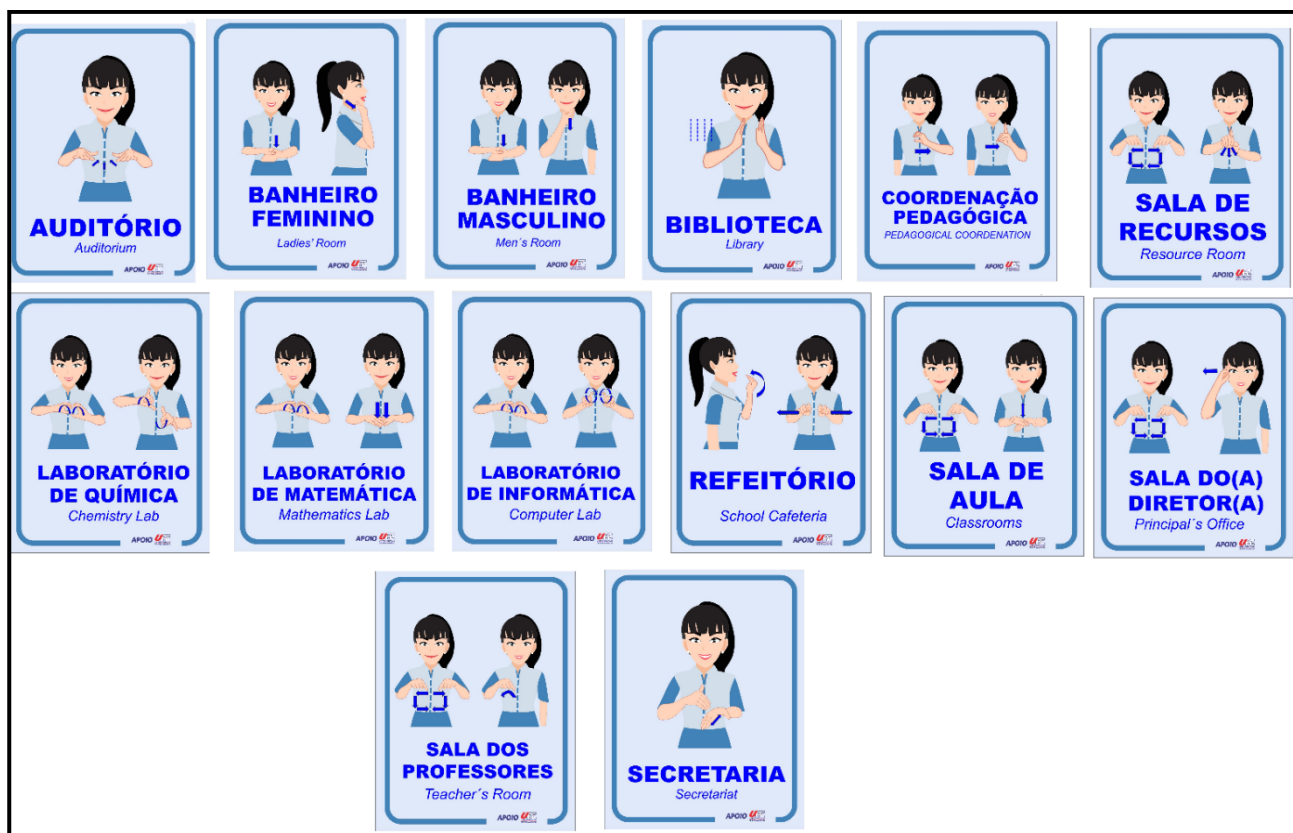 AUDITÓRIO
Auditorium
APOIO
BANHEIRO
FEMININO
Ladies' Room
APOIO
BANHEIRO
MASCULINO
Men´s Room
APOIO
BIBLIOTECA
Library
APOIO
COORDENAÇÃO
PEDAGÓGICA
PEDAGOGICAL COORDENATION
APOIO
SALA DE
RECURSOS
Resource Room
APOIO
LABORATÓRIO
DE QUÍMICA
Chemistry Lab
APOIO
LABORATÓRIO
DE MATEMÁTICA
Mathematics Lab
APOIO
LABORATÓRIO
DE INFORMÁTICA
Computer Lab
APOIO
REFEITÓRIO
School Cafeteria
APOIO
SALA DE
AULA
Classrooms
APOIO
SALA DO(A)
DIRETOR(A)
Principal´s Office
APOIO
SALA DOS
PROFESSORES
Teacher´s Room
APOIO
SECRETARIA
Secretariat
APOIO